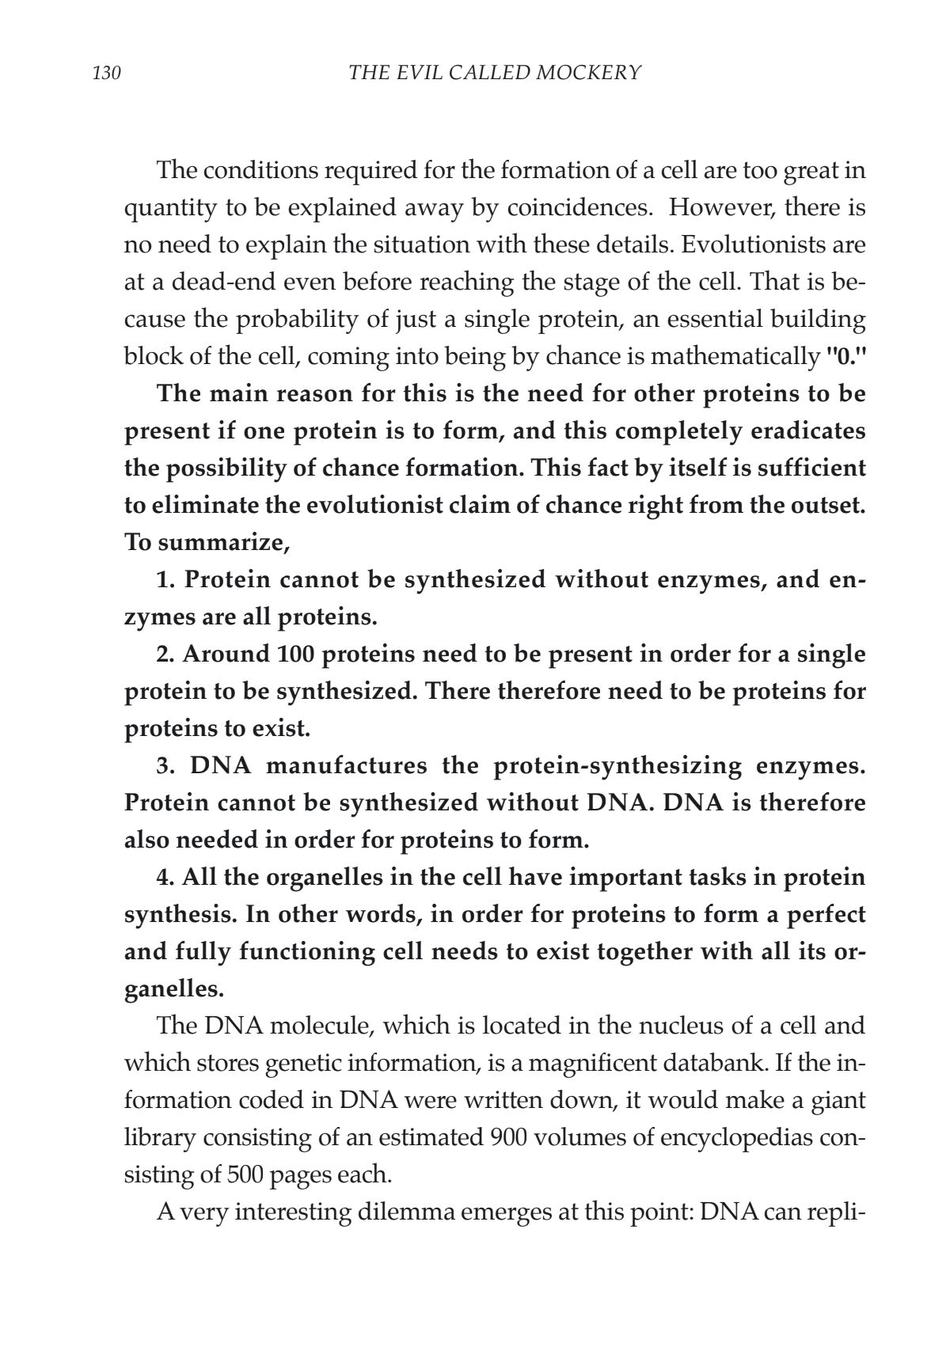 130
THE EVIL CALLED MOCKERY
The conditions required for the formation of a cell are too great in
quantity to be explained away by coincidences.  However, there is
no need to explain the situation with these details. Evolutionists are
at a dead-end even before reaching the stage of the cell. That is be-
cause the probability of just a single protein, an essential building
block of the cell, coming into being by chance is mathematically "0."
The main reason for this is the need for other proteins to be
present if one protein is to form, and this completely eradicates
the possibility of chance formation. This fact by itself is sufficient
to eliminate the evolutionist claim of chance right from the outset.
To summarize,
1. Protein cannot be synthesized without enzymes, and en-
zymes are all proteins.
2. Around 100 proteins need to be present in order for a single
protein to be synthesized. There therefore need to be proteins for
proteins to exist.
3. DNA manufactures the protein-synthesizing enzymes.
Protein cannot be synthesized without DNA. DNA is therefore
also needed in order for proteins to form.
4. All the organelles in the cell have important tasks in protein
synthesis. In other words, in order for proteins to form a perfect
and fully functioning cell needs to exist together with all its or-
ganelles.
The DNA molecule, which is located in the nucleus of a cell and
which stores genetic information, is a magnificent databank. If the in-
formation coded in DNA were written down, it would make a giant
library consisting of an estimated 900 volumes of encyclopedias con-
sisting of 500 pages each.
A very interesting dilemma emerges at this point: DNA can repli-